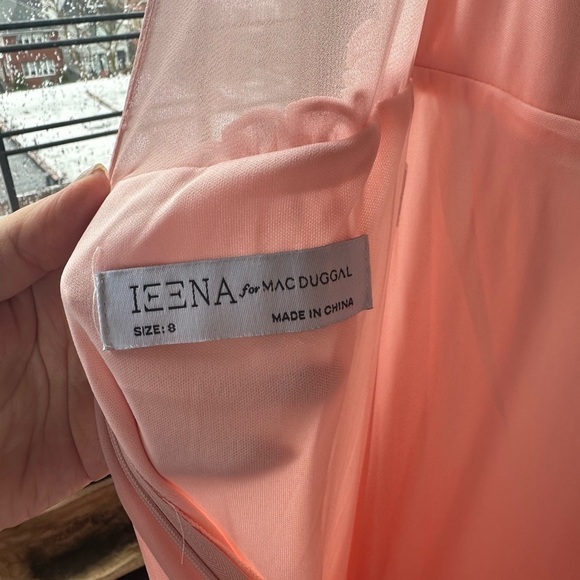 IEENA for MAC DUGGAL
SIZE: 8
MADE IN CHINA